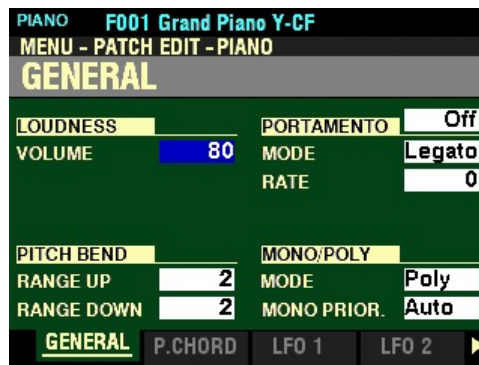 PIANO F001 Grand Piano Y-CF
MENU - PATCH EDIT - PIANO
GENERAL
LOUDNESS
VOLUME 80
PORTAMENTO Off
MODE Legato
RATE 0
PITCH BEND
RANGE UP 2
RANGE DOWN 2
MONO/POLY
MODE Poly
MONO PRIOR. Auto
GENERAL P.CHORD LFO 1 LFO 2